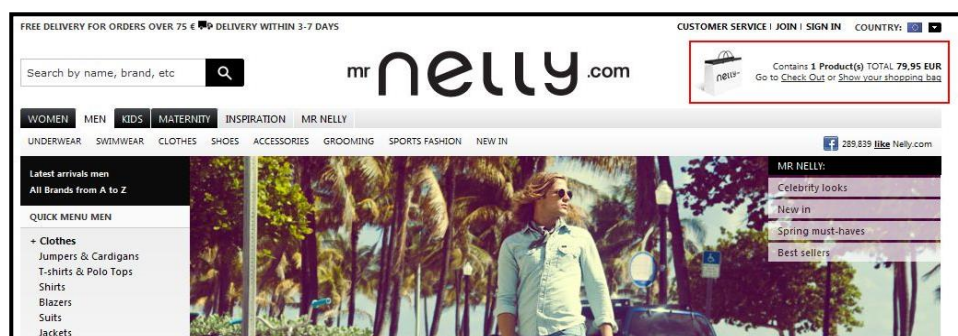 FREE DELIVERY FOR ORDERS OVER 75 € DELIVERY WITHIN 3-7 DAYS
CUSTOMER SERVICE | JOIN | SIGN IN COUNTRY:
Search by name, brand, etc
mr nelly .com
nelly
Contains 1 Product(s) TOTAL 79,95 EUR
Go to Check Out or Show your shopping bag
WOMEN MEN KIDS MATERNITY INSPIRATION MR NELLY
UNDERWEAR SWIMWEAR CLOTHES SHOES ACCESSORIES GROOMING SPORTS FASHION NEW IN
f 289,839 like Nelly.com
Latest arrivals men
All Brands from A to Z
QUICK MENU MEN
+ Clothes
Jumpers & Cardigans
T-shirts & Polo Tops
Shirts
Blazers
Suits
Jackets
MR NELLY:
Celebrity looks
New in
Spring must-haves
Best sellers